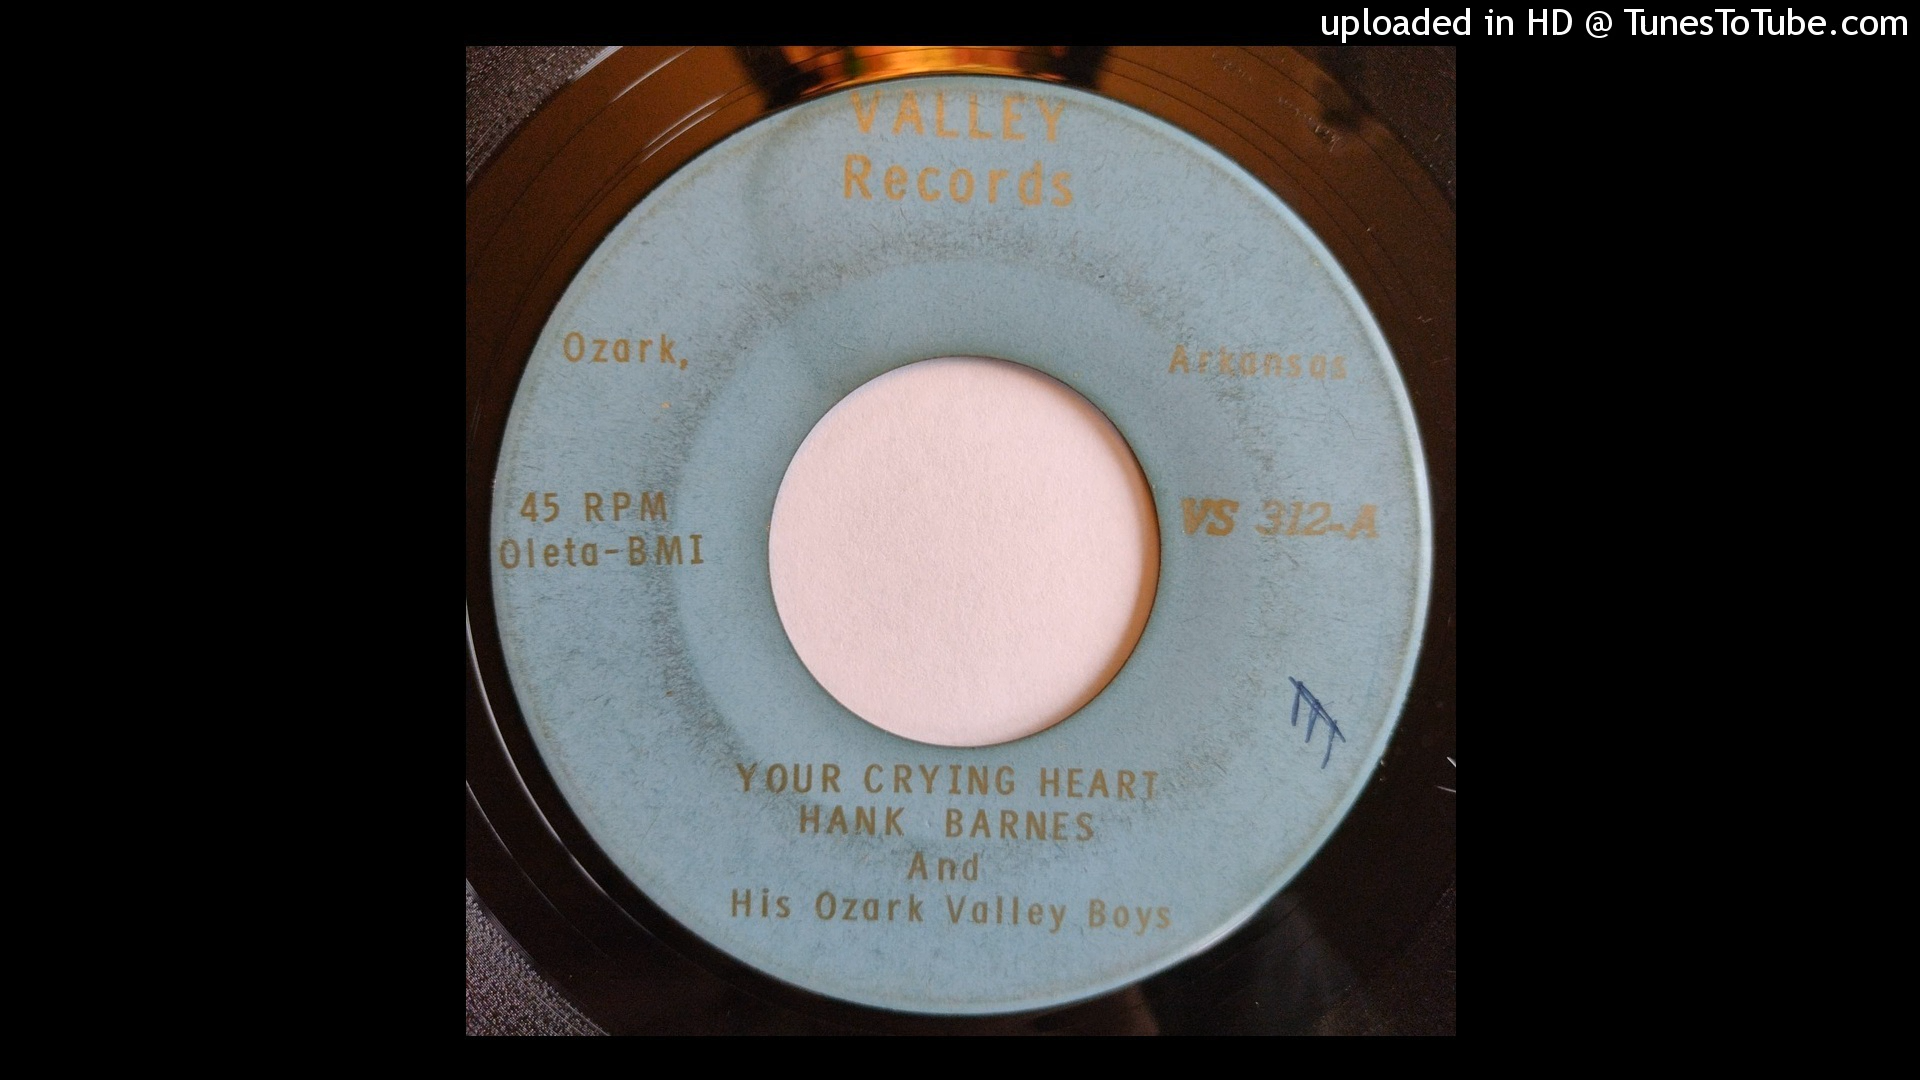 uploaded in HD @ TunesToTube.com
VALLEY
Records
Ozark, Arkansas
45 RPM
VS 312-A
Oleta-BMI
YOUR CRYING HEART
HANK BARNES
And
His Ozark Valley Boys